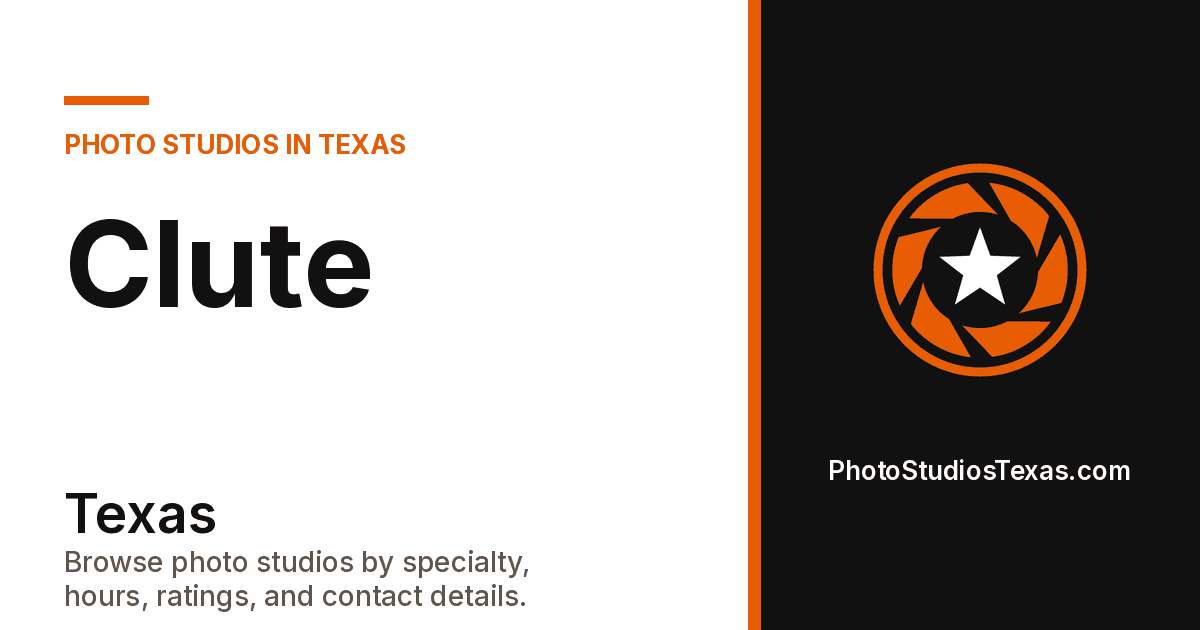 PHOTO STUDIOS IN TEXAS
Clute
Texas
Browse photo studios by specialty,
hours, ratings, and contact details.
PhotoStudiosTexas.com